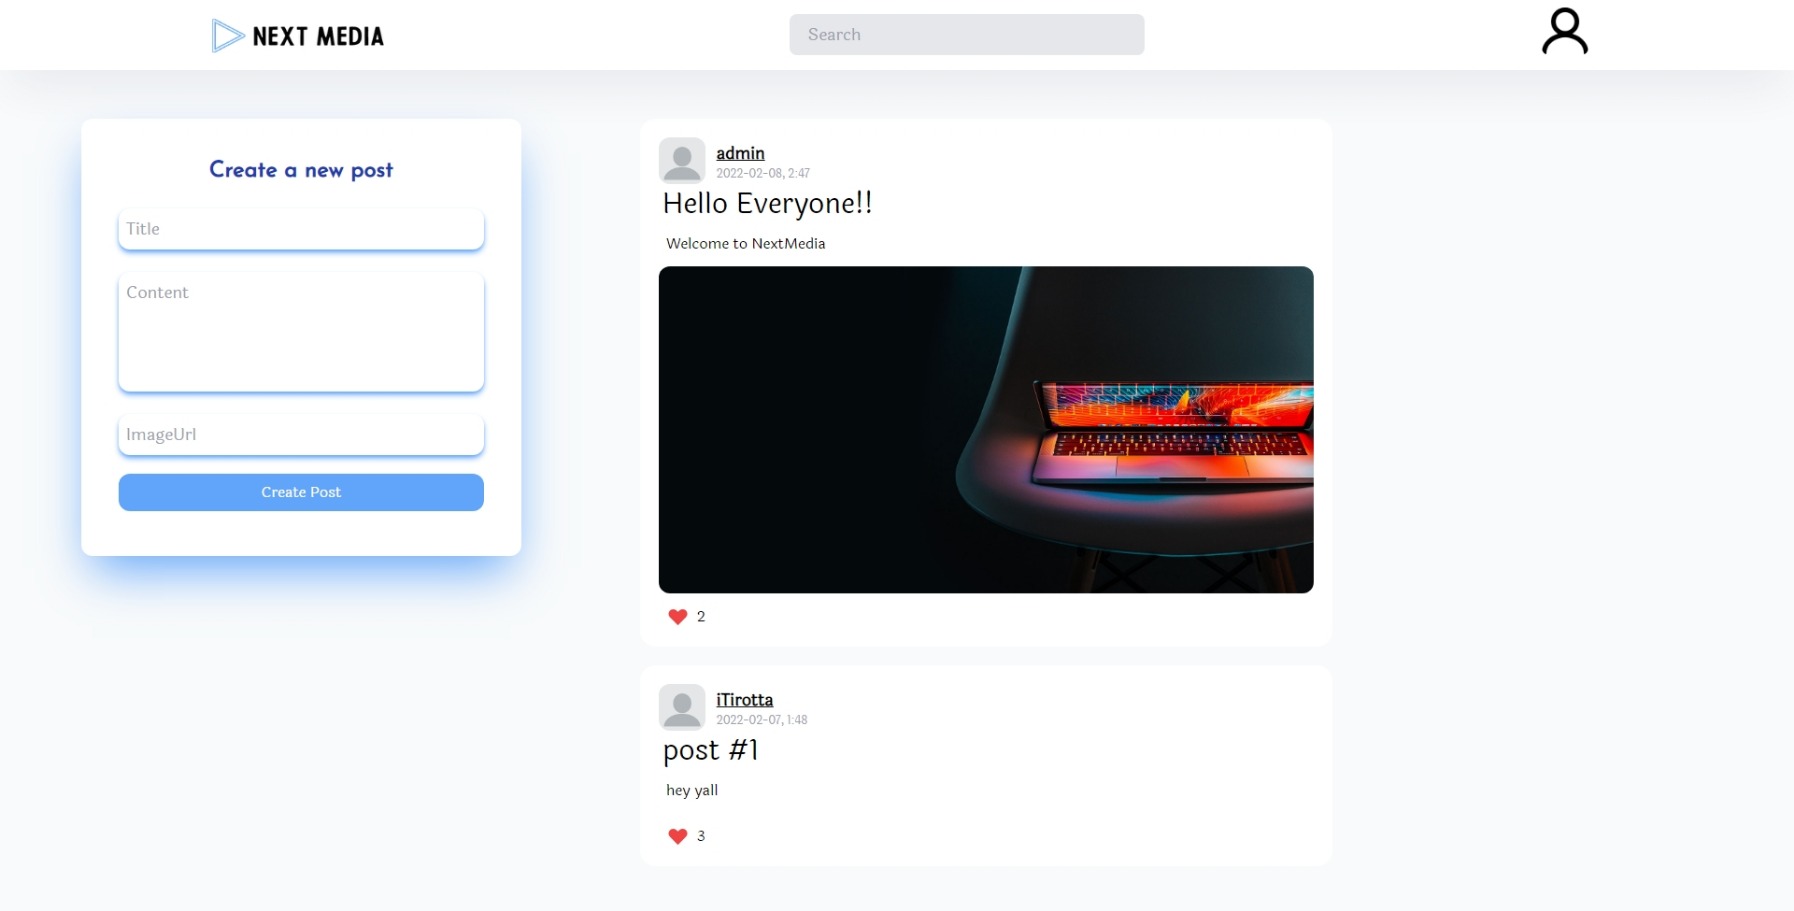 NEXT MEDIA
Search
Create a new post
Title
Content
ImageUrl
Create Post
admin
2022-02-08, 2:47
Hello Everyone!!
Welcome to NextMedia
2
iTirotta
2022-02-07, 1:48
post #1
hey yall
3